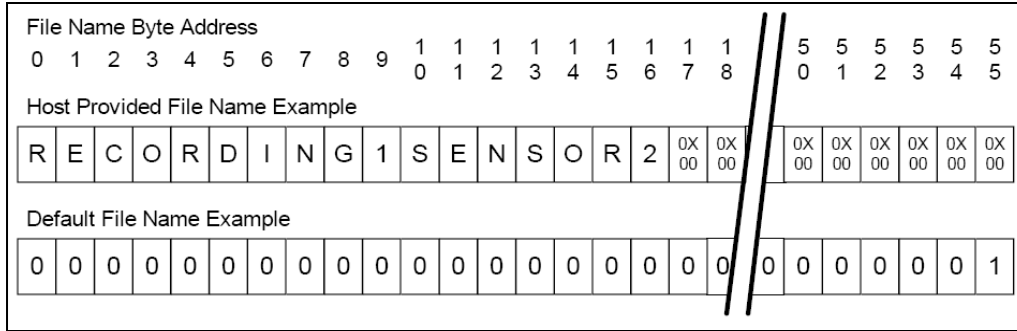 File Name Byte Address
0 1 2 3 4 5 6 7 8 9 10 11 12 13 14 15 16 17 18 50 51 52 53 54 55
Host Provided File Name Example
R E C O R D I N G 1 S E N S O R 2 0X00 0X00 0X00 0X00 0X00 0X00 0X00 0X00
Default File Name Example
0 0 0 0 0 0 0 0 0 0 0 0 0 0 0 0 0 0 0 0 0 0 0 0 0 1